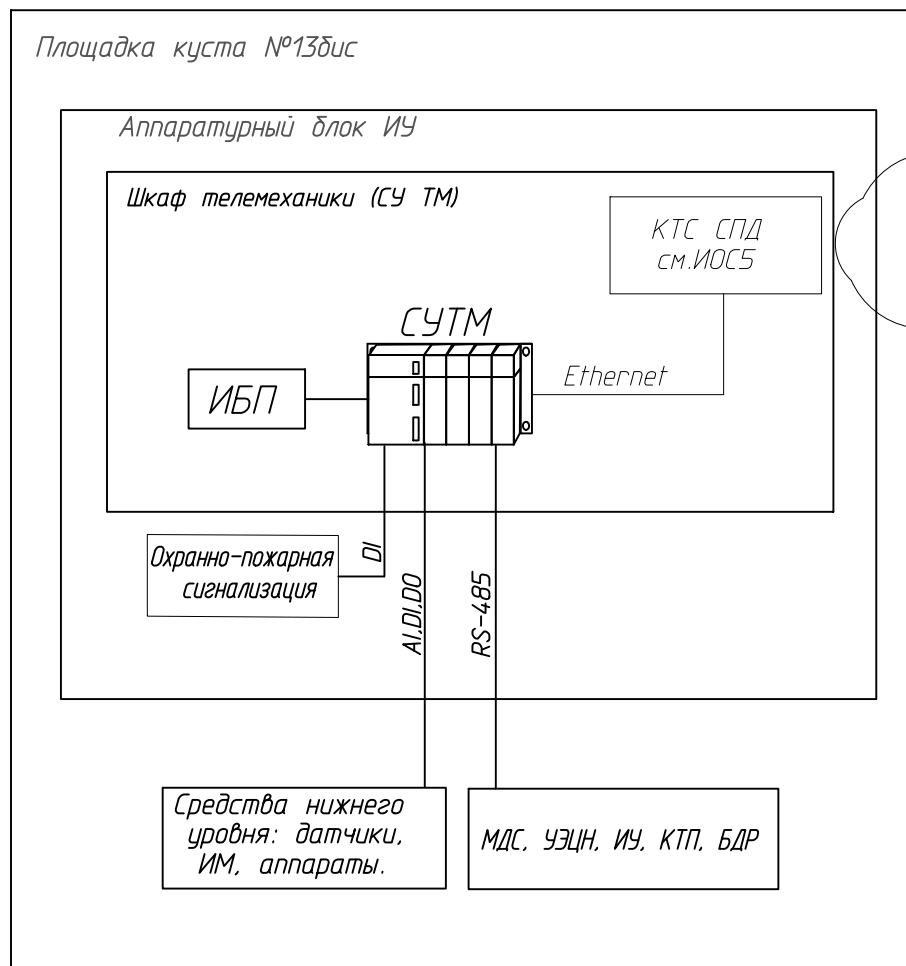 Площадка куста №13бис
Аппаратурный блок ИУ
Шкаф телемеханики (СУ ТМ)
КТС СПД
см.ИОС5
СУТМ
Ethernet
ИБП
Охранно-пожарная
сигнализация
DI
AI,DI,DO
RS-485
Средства нижнего
уровня: датчики,
ИМ, аппараты.
МДС, УЭЦН, ИУ, КТП, БДР